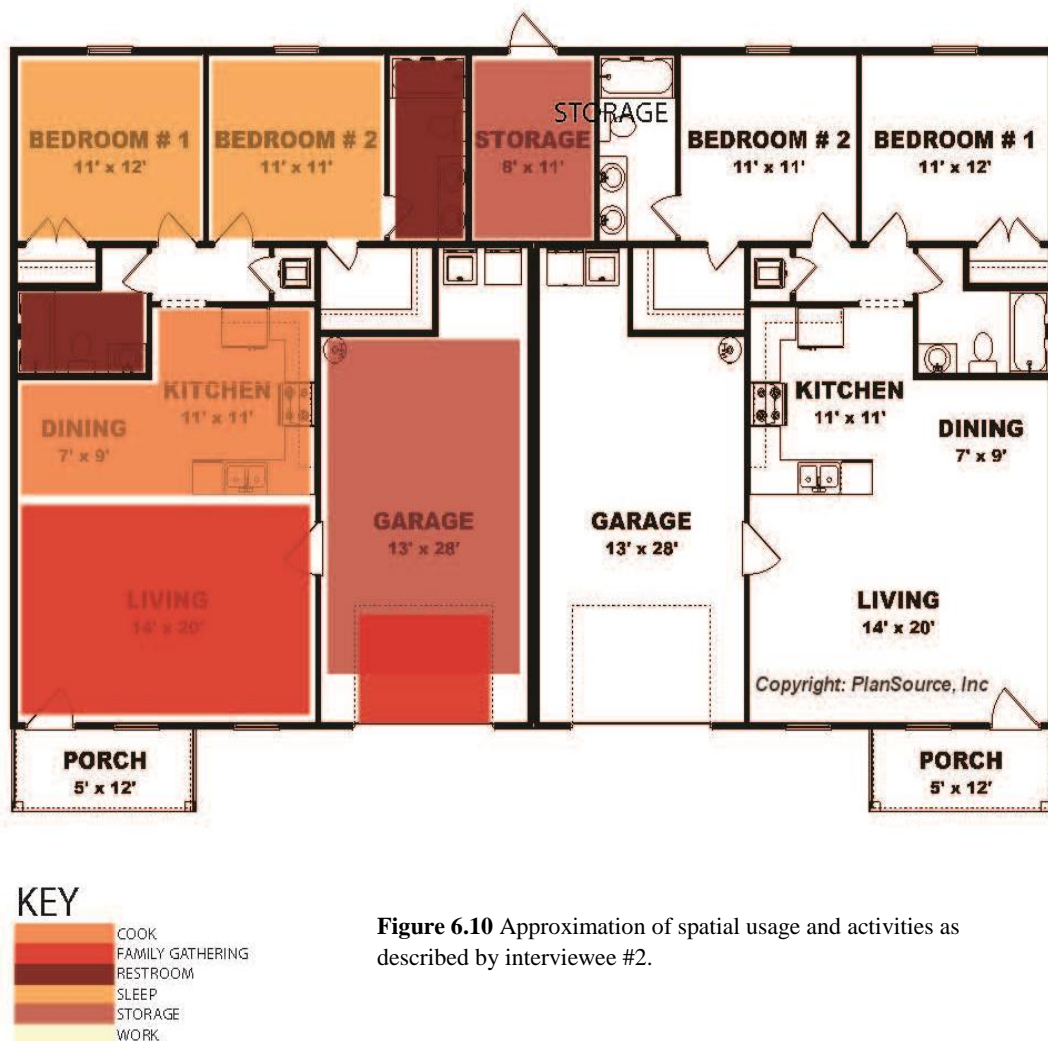 STORAGE
BEDROOM # 1
11' x 12'
BEDROOM # 2
11' x 11'
STORAGE
6' x 11'
BEDROOM # 2
11' x 11'
BEDROOM # 1
11' x 12'
KITCHEN
11' x 11'
DINING
7' x 9'
KITCHEN
11' x 11'
DINING
7' x 9'
GARAGE
13' x 28'
GARAGE
13' x 28'
LIVING
14' x 20'
LIVING
14' x 20'
Copyright: PlanSource, Inc
PORCH
5' x 12'
PORCH
5' x 12'
KEY
COOK
FAMILY GATHERING
RESTROOM
SLEEP
STORAGE
WORK
Figure 6.10 Approximation of spatial usage and activities as
described by interviewee #2.